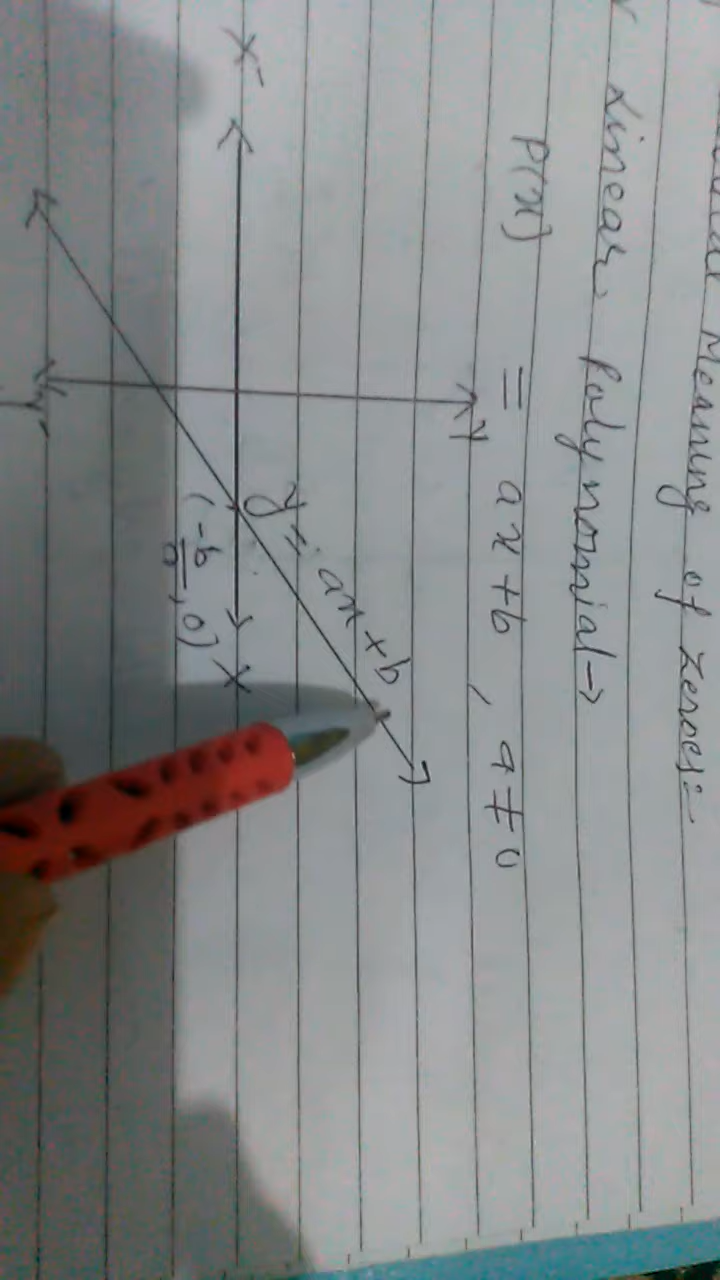 Meaning of Zeroes:-
Linear Polynomial →
P(x) = ax+b , a≠0
Y
y = ax+b
X' X
(-b/a, 0)
Y'